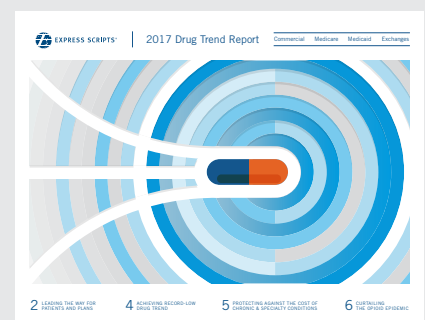 EXPRESS SCRIPTS®
2017 Drug Trend Report
Commercial Medicare Medicaid Exchanges
2 LEADING THE WAY FOR
PATIENTS AND PLANS
4 ACHIEVING RECORD-LOW
DRUG TREND
5 PROTECTING AGAINST THE COST OF
CHRONIC & SPECIALTY CONDITIONS
6 CURTAILING
THE OPIOID EPIDEMIC